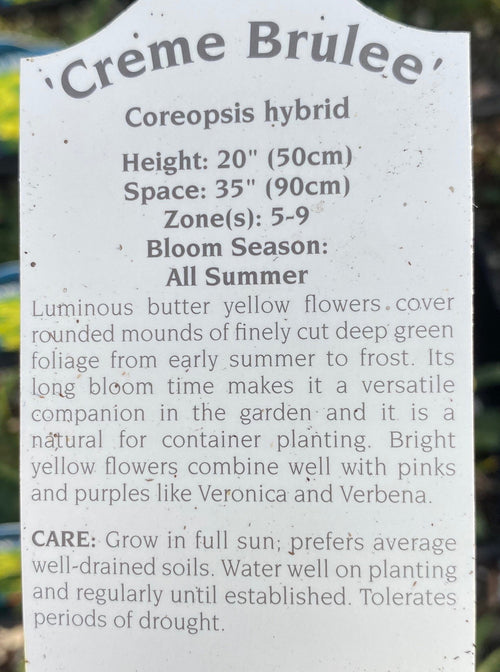 'Crème Brulee'
Coreopsis hybrid
Height: 20" (50cm)
Space: 35" (90cm)
Zone(s): 5-9
Bloom Season:
All Summer
Luminous butter yellow flowers cover
rounded mounds of finely cut deep green
foliage from early summer to frost. Its
long bloom time makes it a versatile
companion in the garden and it is a
natural for container planting. Bright
yellow flowers combine well with pinks
and purples like Veronica and Verbena.
CARE: Grow in full sun; prefers average
well-drained soils. Water well on planting
and regularly until established. Tolerates
periods of drought.